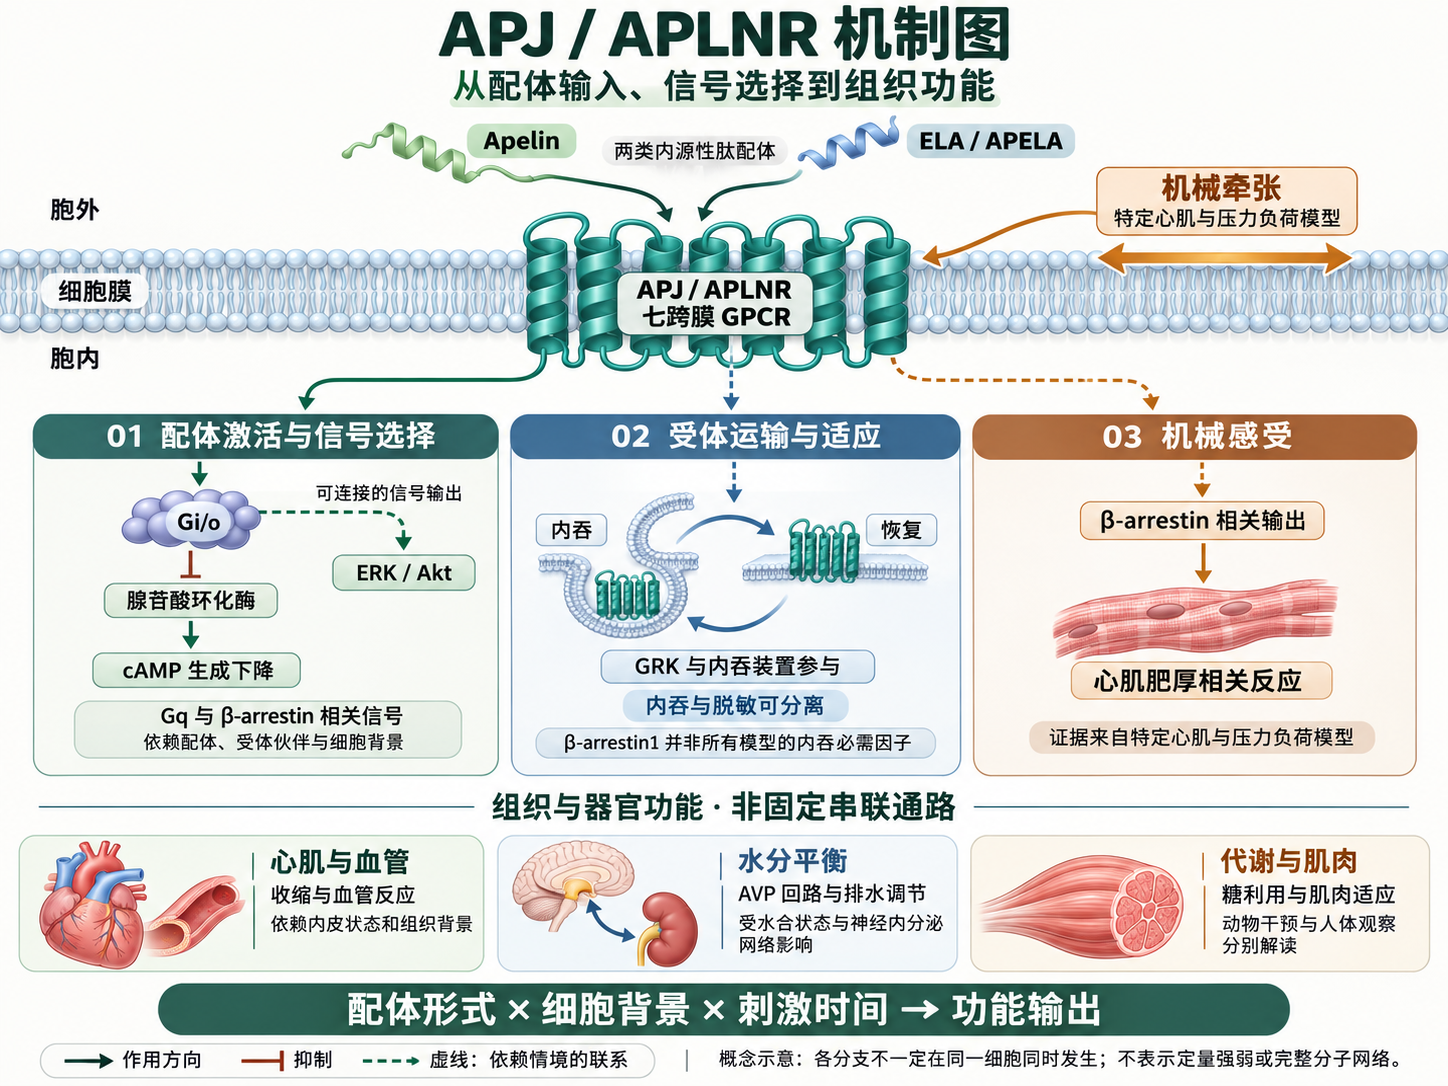 APJ / APLNR 机制图
从配体输入、信号选择到组织功能
Apelin
两类内源性肽配体
ELA / APELA
机械牵张
特定心肌与压力负荷模型
胞外
细胞膜
APJ / APLNR
七跨膜 GPCR
胞内
01 配体激活与信号选择
Gi/o
可连接的信号输出
ERK / Akt
腺苷酸环化酶
cAMP 生成下降
Gq 与 β-arrestin 相关信号
依赖配体、受体伙伴与细胞背景
02 受体运输与适应
内吞
恢复
GRK 与内吞装置参与
内吞与脱敏可分离
β-arrestin1 并非所有模型的内吞必需因子
03 机械感受
β-arrestin 相关输出
心肌肥厚相关反应
证据来自特定心肌与压力负荷模型
组织与器官功能 · 非固定串联通路
心肌与血管
收缩与血管反应
依赖内皮状态和组织背景
水分平衡
AVP 回路与排水调节
受水合状态与神经内分泌
网络影响
代谢与肌肉
糖利用与肌肉适应
动物干预与人体观察
分别解读
配体形式 × 细胞背景 × 刺激时间 → 功能输出
作用方向
抑制
虚线：依赖情境的联系
概念示意：各分支不一定在同一细胞同时发生；不表示定量强弱或完整分子网络。